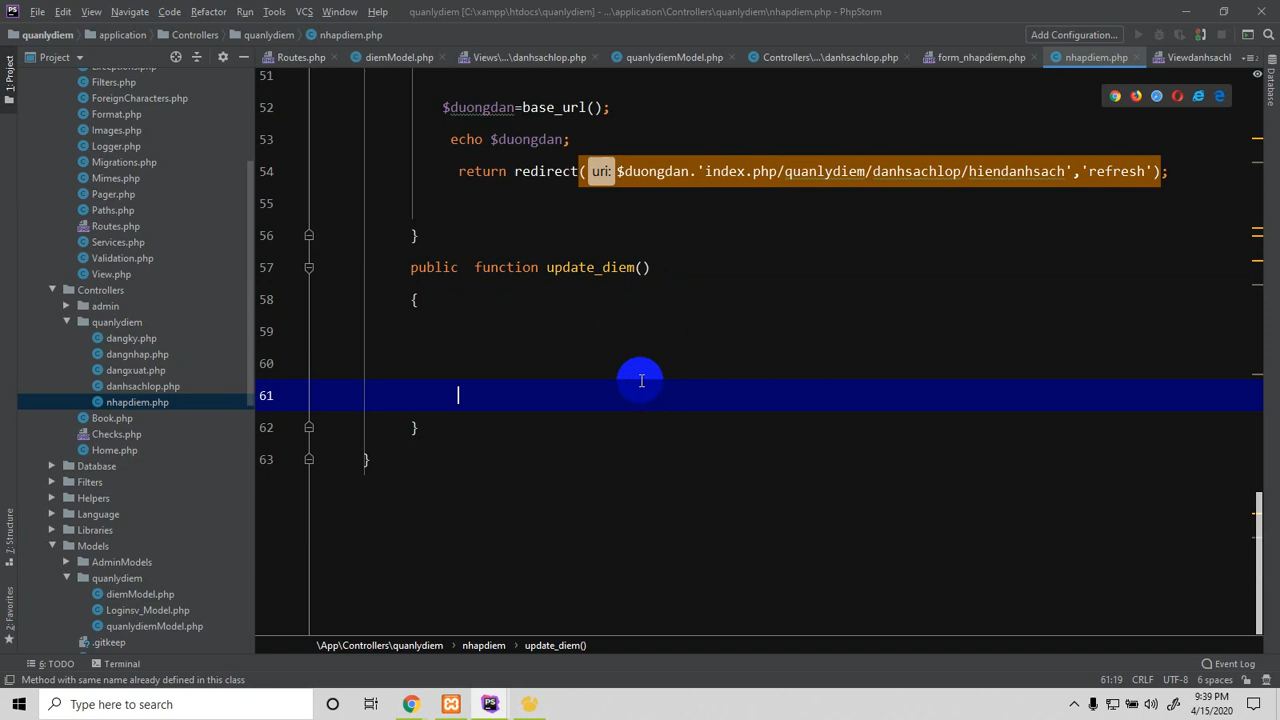 File Edit View Navigate Code Refactor Run Tools VCS Window Help quanlydiem [C:\xampp\htdocs\quanlydiem] - ...\application\Controllers\quanlydiem\nhapdiem.php - PhpStorm
quanlydiem application Controllers quanlydiem nhapdiem.php Add Configuration...
1: Project
7: Structure
2: Favorites
Database
Project
Exceptions.php
Filters.php
ForeignCharacters.php
Format.php
Images.php
Logger.php
Migrations.php
Mimes.php
Pager.php
Paths.php
Routes.php
Services.php
Validation.php
View.php
Controllers
admin
quanlydiem
dangky.php
dangnhap.php
dangxuat.php
danhsachlop.php
nhapdiem.php
Book.php
Checks.php
Home.php
Database
Filters
Helpers
Language
Libraries
Models
AdminModels
quanlydiem
diemModel.php
Loginsv_Model.php
quanlydiemModel.php
.gitkeep
Routes.php diemModel.php Views\...\danhsachlop.php quanlydiemModel.php Controllers\...\danhsachlop.php form_nhapdiem.php nhapdiem.php Viewdanhsachl
51
52 $duongdan=base_url();
53 echo $duongdan;
54 return redirect( uri: $duongdan.'index.php/quanlydiem/danhsachlop/hiendanhsach','refresh');
55
56 }
57 public function update_diem()
58 {
59
60
61
62 }
63 }
\App\Controllers\quanlydiem nhapdiem update_diem()
6: TODO Terminal Event Log
Method with same name already defined in this class 61:19 CRLF UTF-8 6 spaces
Type here to search
9:39 PM
4/15/2020